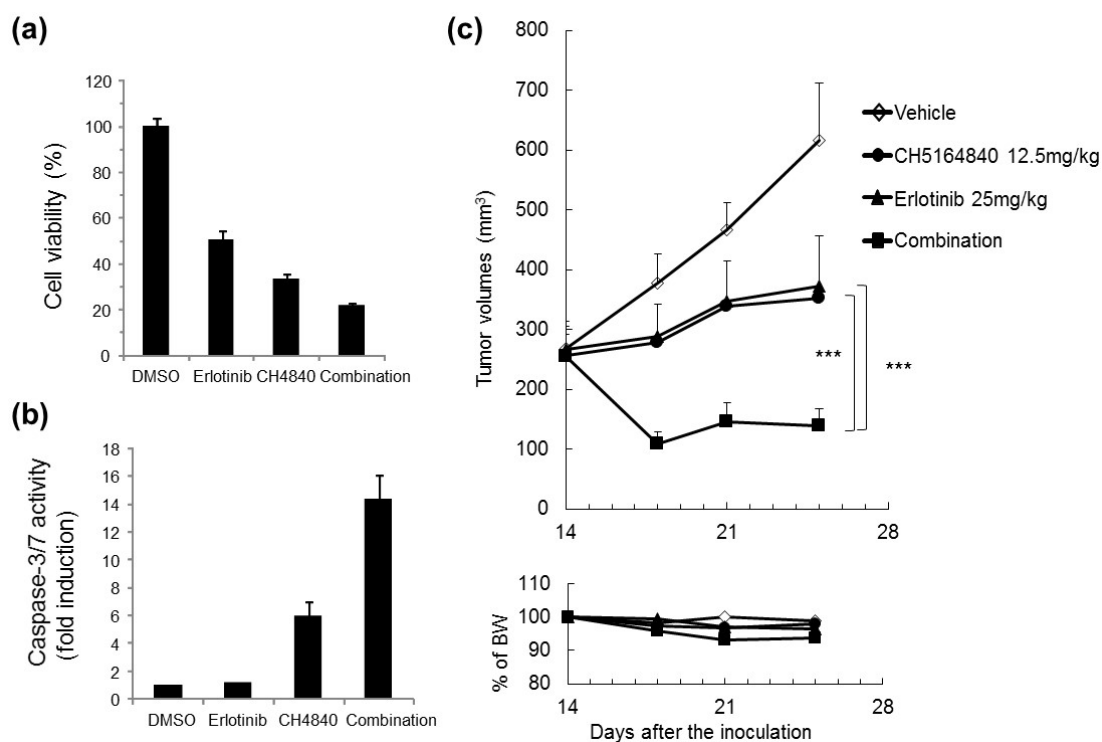 (a)
Cell viability (%)
120
100
80
60
40
20
0
DMSO Erlotinib CH4840 Combination
(b)
Caspase-3/7 activity
(fold induction)
18
16
14
12
10
8
6
4
2
0
DMSO Erlotinib CH4840 Combination
(c)
Tumor volumes (mm³)
800
700
600
500
400
300
200
100
0
14 21 28
Vehicle
CH5164840 12.5mg/kg
Erlotinib 25mg/kg
Combination
*** ***
% of BW
110
100
90
80
14 21 28
Days after the inoculation